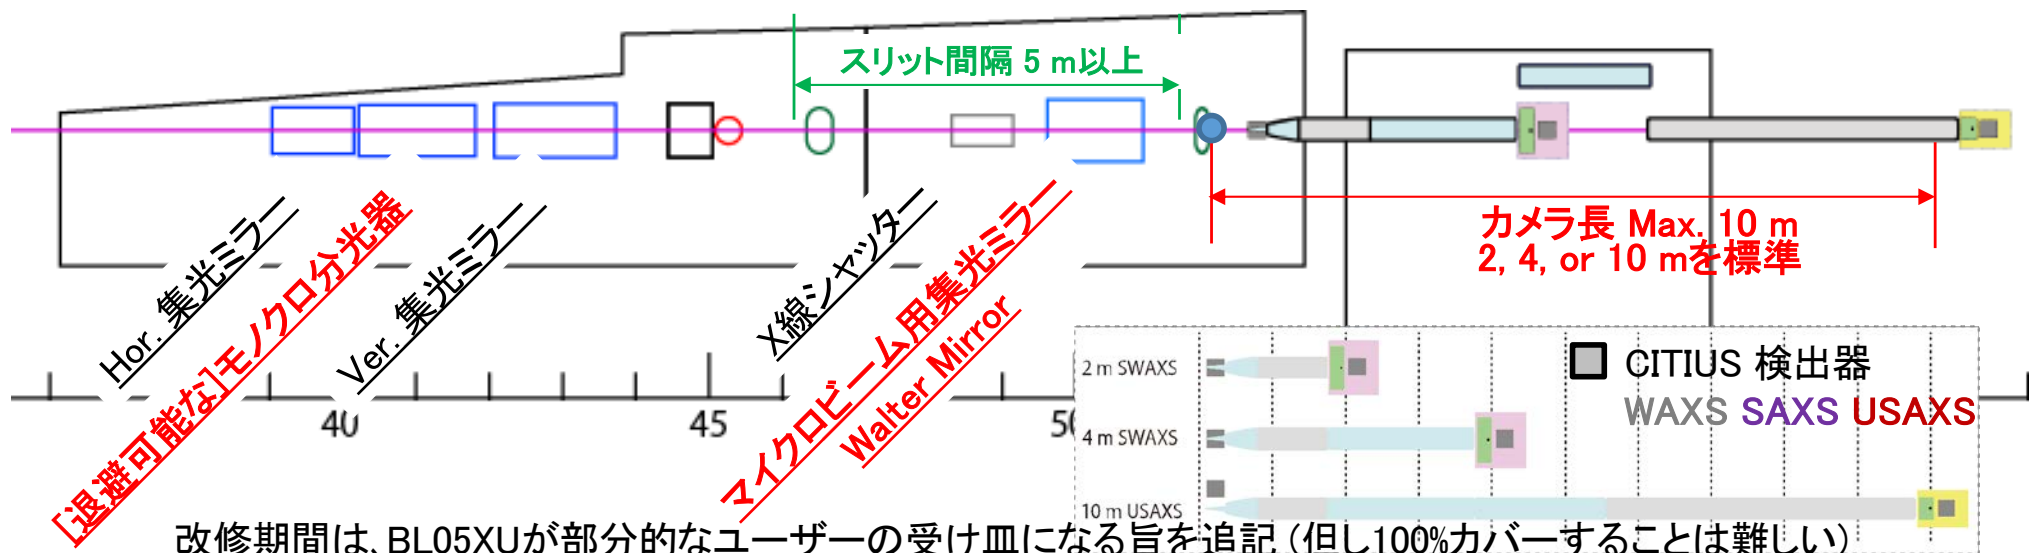 スリット間隔 5 m以上
カメラ長 Max. 10 m
2, 4, or 10 mを標準
Hor. 集光ミラー
[退避可能な]モノクロ分光器
Ver. 集光ミラー
X線シャッター
マイクロビーム用集光ミラー
Walter Mirror
40
45
2 m SWAXS
4 m SWAXS
10 m USAXS
CITIUS 検出器
WAXS SAXS USAXS
改修期間は、BL05XUが部分的なユーザーの受け皿になる旨を追記（但し100%カバーすることは難しい）